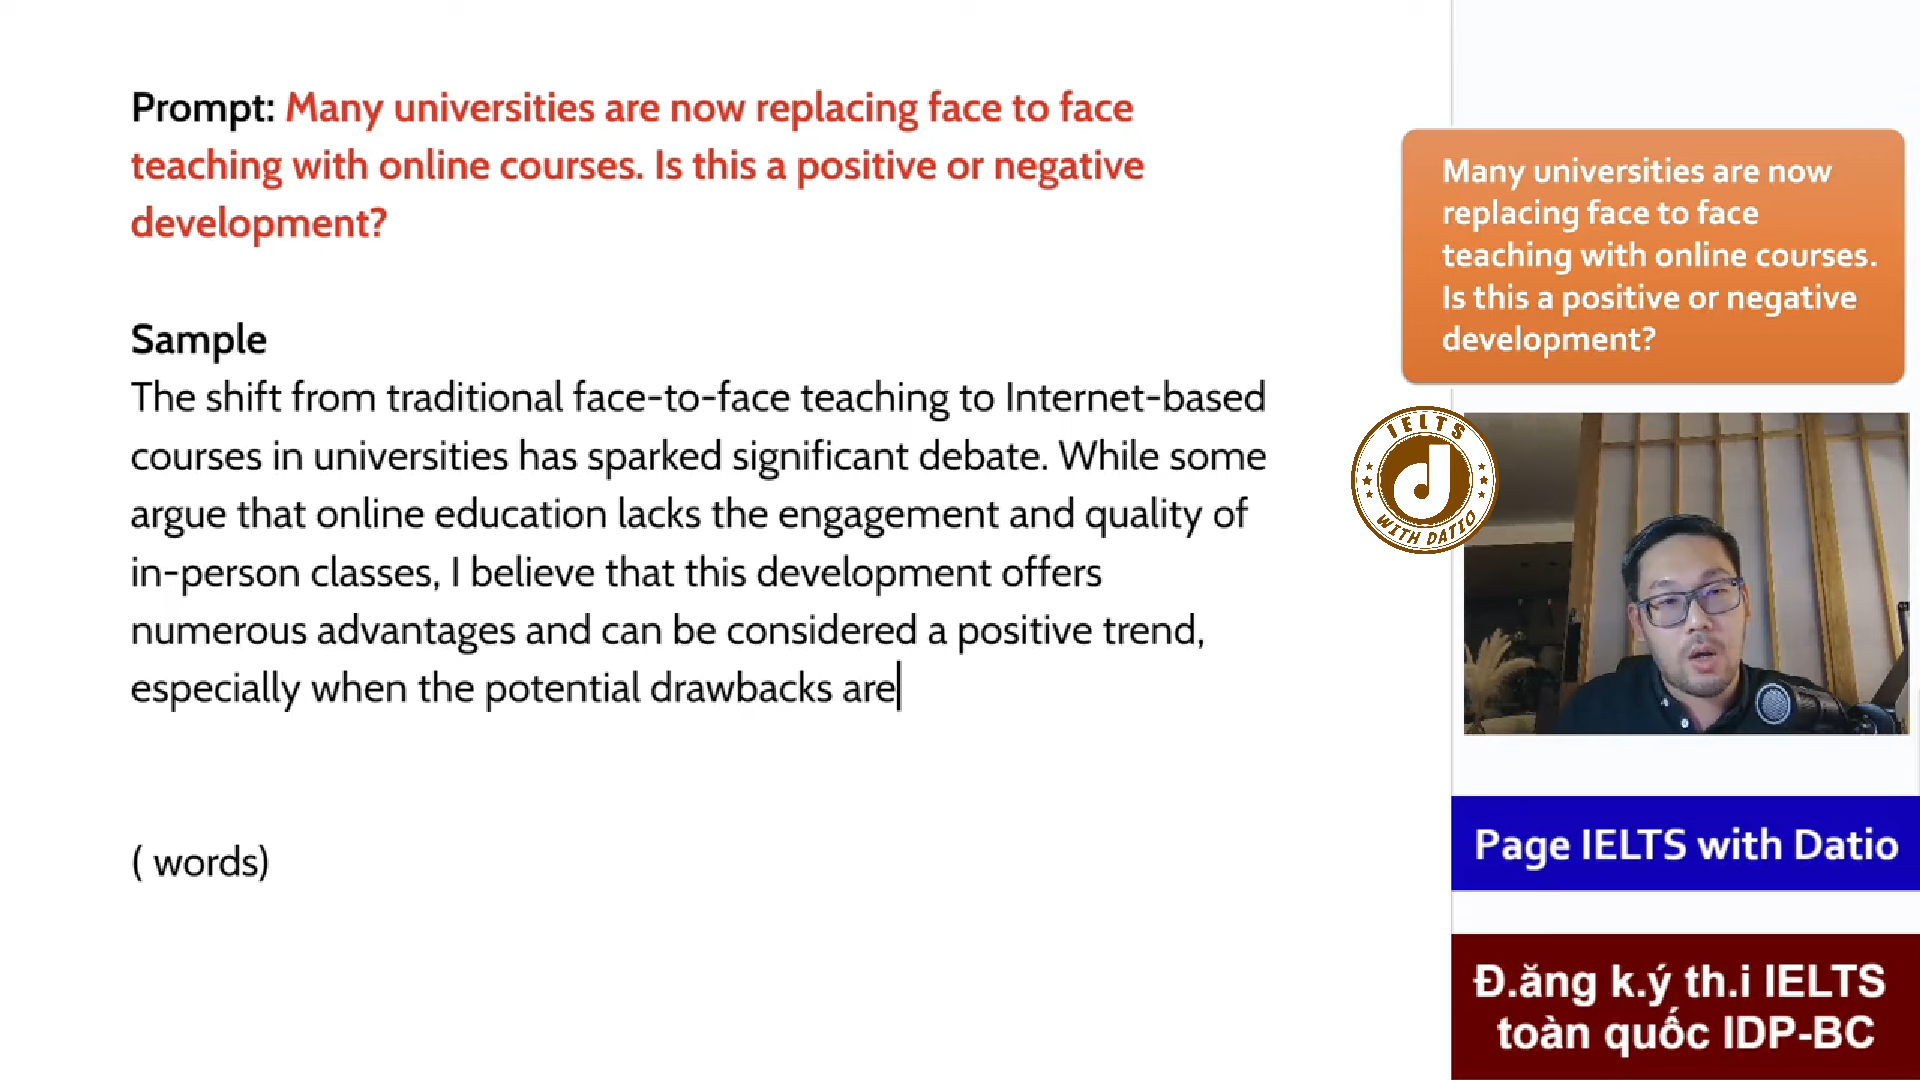 Prompt: Many universities are now replacing face to face
teaching with online courses. Is this a positive or negative
development?
Sample
The shift from traditional face-to-face teaching to Internet-based
courses in universities has sparked significant debate. While some
argue that online education lacks the engagement and quality of
in-person classes, I believe that this development offers
numerous advantages and can be considered a positive trend,
especially when the potential drawbacks are
( words)
Many universities are now
replacing face to face
teaching with online courses.
Is this a positive or negative
development?
IELTS
WITH DATIO
Page IELTS with Datio
Đ.ăng k.ý th.i IELTS
toàn quốc IDP-BC